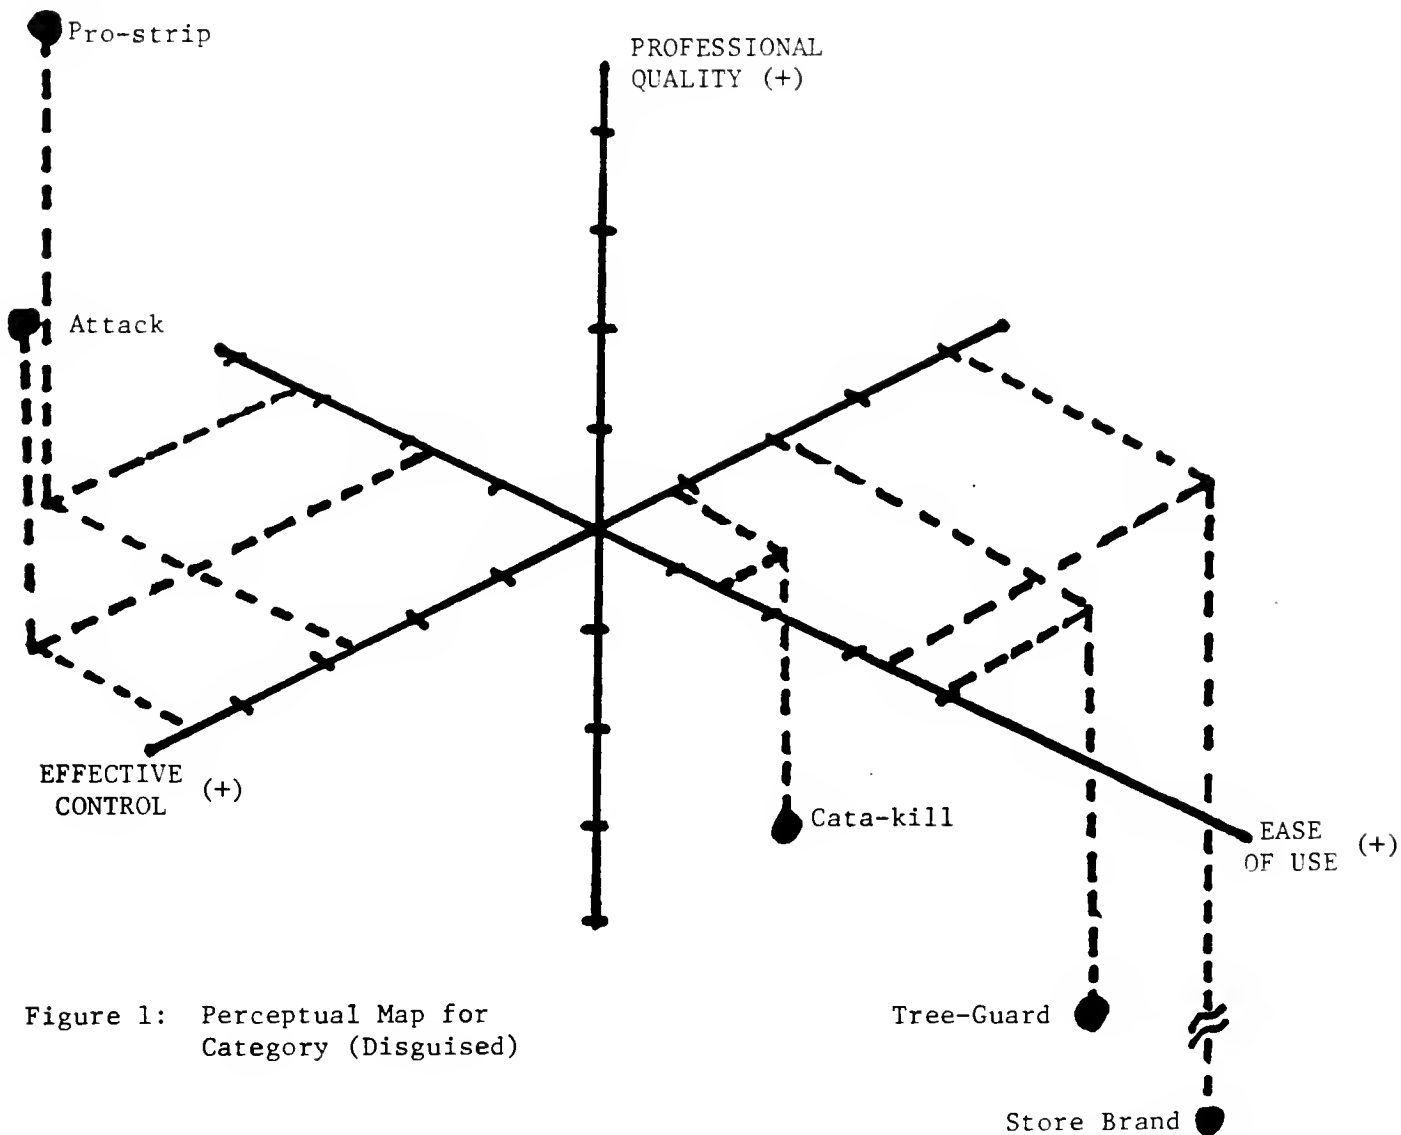 Pro-strip
PROFESSIONAL
QUALITY (+)
Attack
EFFECTIVE
CONTROL (+)
Cata-kill
EASE
OF USE (+)
Figure 1: Perceptual Map for
Category (Disguised)
Tree-Guard
Store Brand